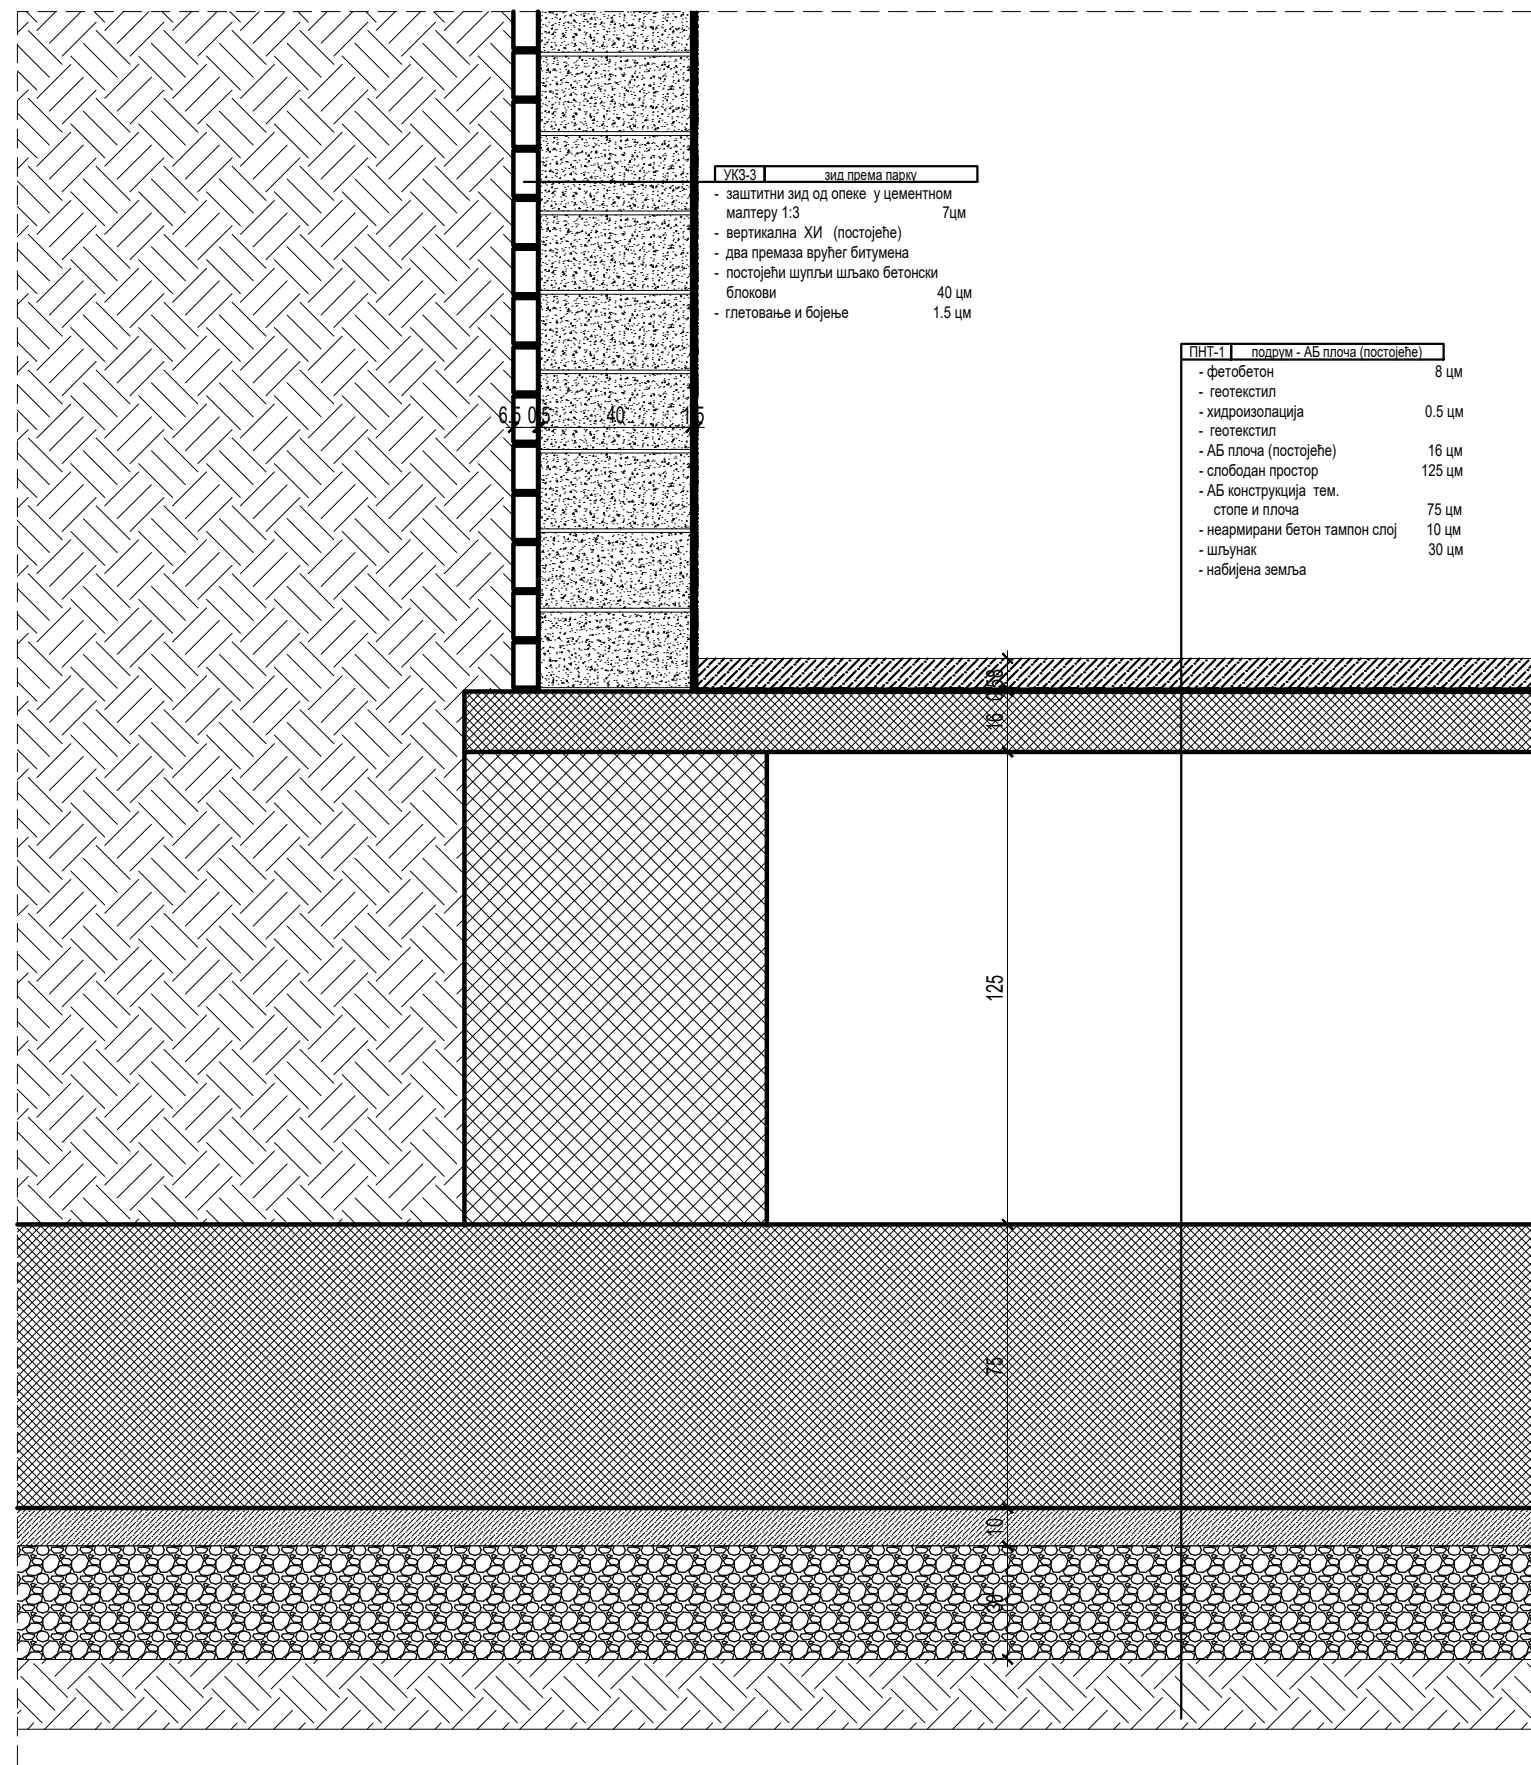 УКЗ-3 зид према парку
- заштитни зид од опеке у цементном
малтеру 1:3 7цм
- вертикална ХИ (постојеће)
- два премаза врућег битумена
- постојећи шупљи шљако бетонски
блокови 40 цм
- глетовање и бојење 1.5 цм
ПНТ-1 подрум - АБ плоча (постојеће)
- фетобетон 8 цм
- геотекстил
- хидроизолација 0.5 цм
- геотекстил
- АБ плоча (постојеће) 16 цм
- слободан простор 125 цм
- АБ конструкција тем.
стопе и плоча 75 цм
- неармирани бетон тампон слој 10 цм
- шљунак 30 цм
- набијена земља
6.5 0.5 40 1.5
16
125
75
10
30